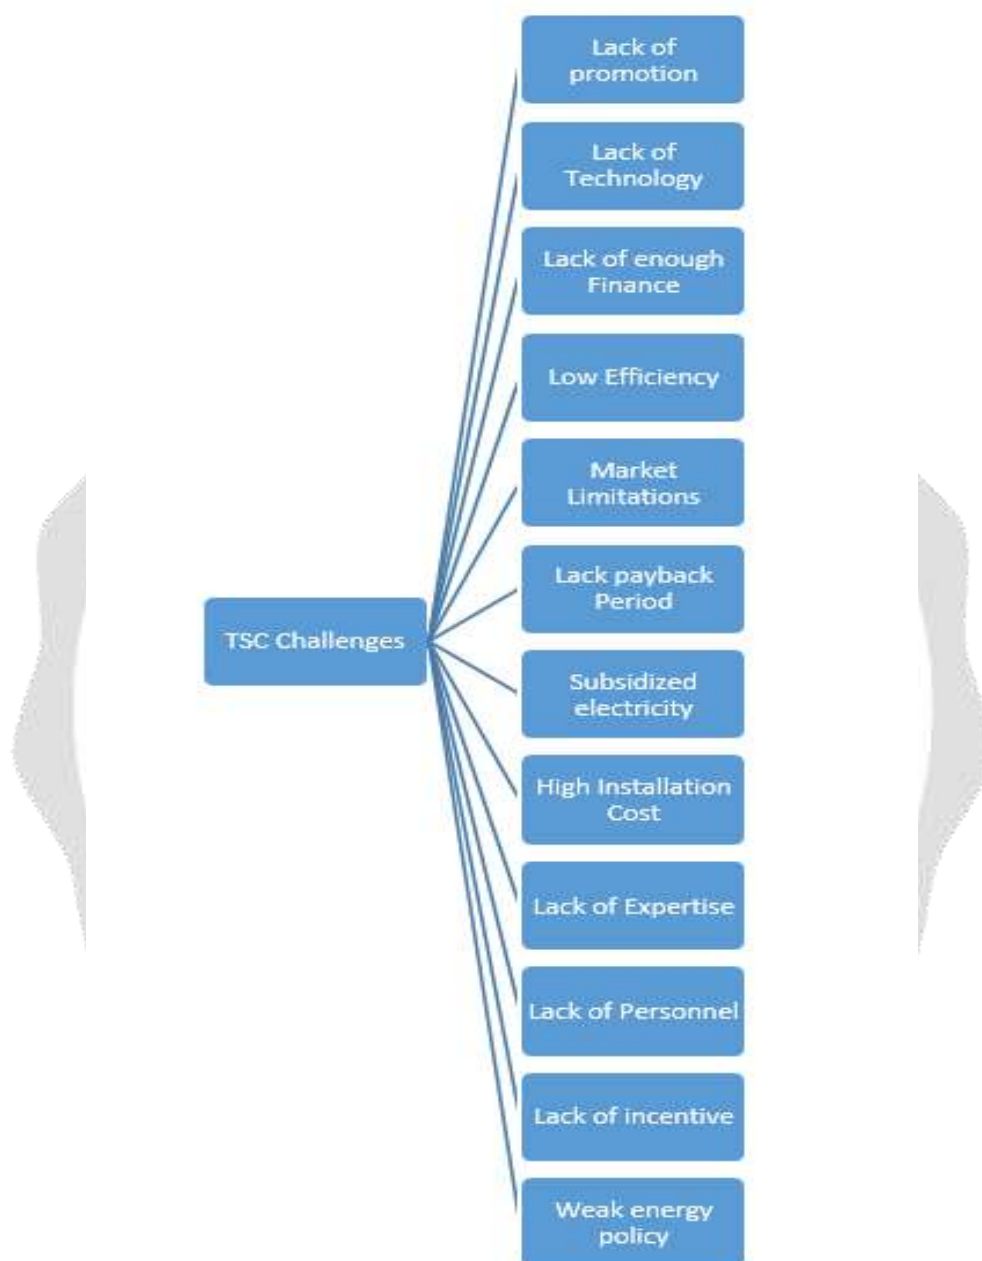 Lack of
promotion
Lack of
Technology
Lack of enough
Finance
Low Efficiency
Market
Limitations
Lack payback
Period
TSC Challenges
Subsidized
electricity
High Installation
Cost
Lack of Expertise
Lack of Personnel
Lack of incentive
Weak energy
policy